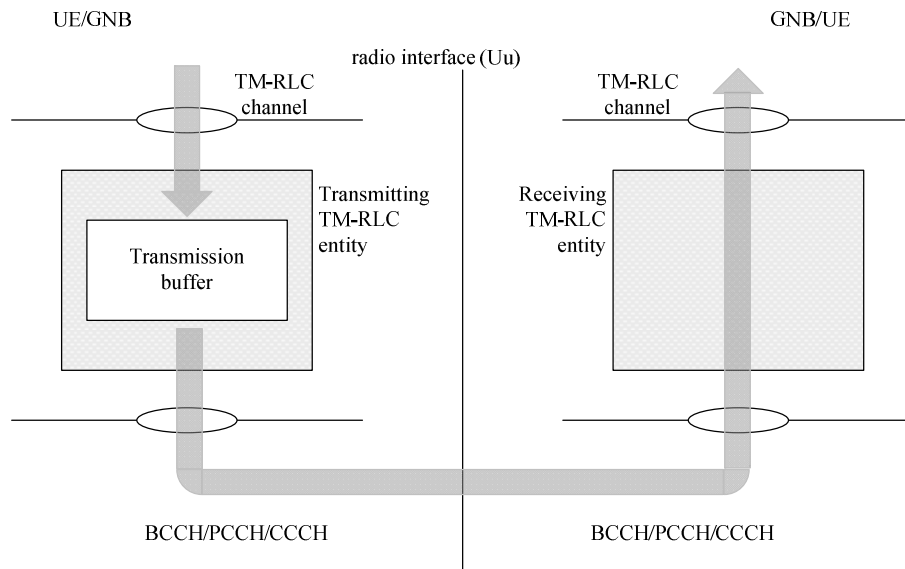 UE/GNB
GNB/UE
radio interface (Uu)
TM-RLC
channel
TM-RLC
channel
Transmitting
TM-RLC
entity
Receiving
TM-RLC
entity
Transmission
buffer
BCCH/PCCH/CCCH
BCCH/PCCH/CCCH